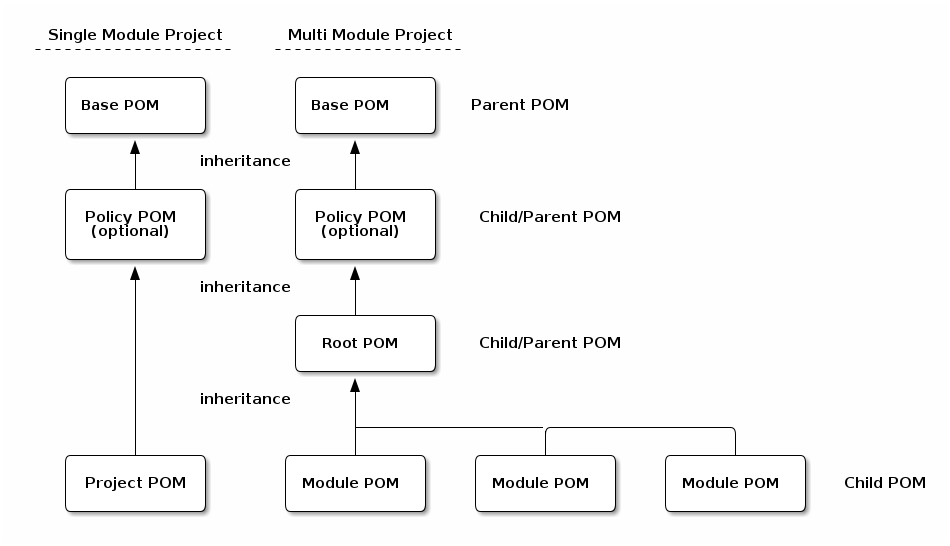 Single Module Project
Multi Module Project
Base POM
Base POM
Parent POM
inheritance
Policy POM
(optional)
Policy POM
(optional)
Child/Parent POM
inheritance
Root POM
Child/Parent POM
inheritance
Project POM
Module POM
Module POM
Module POM
Child POM